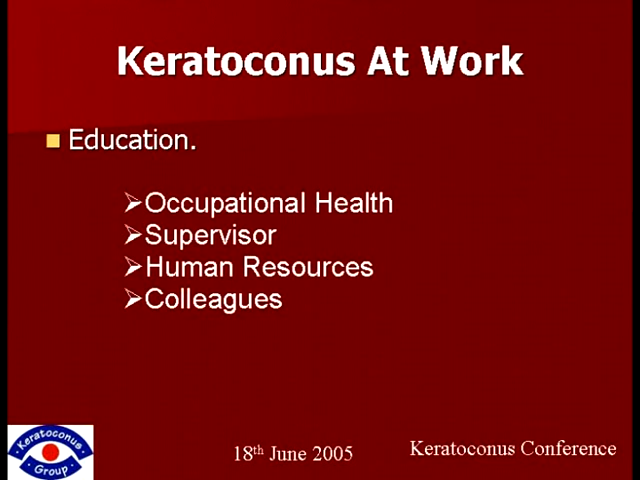 Keratoconus At Work
Education.
Occupational Health
Supervisor
Human Resources
Colleagues
Keratoconus
Group
18th June 2005
Keratoconus Conference